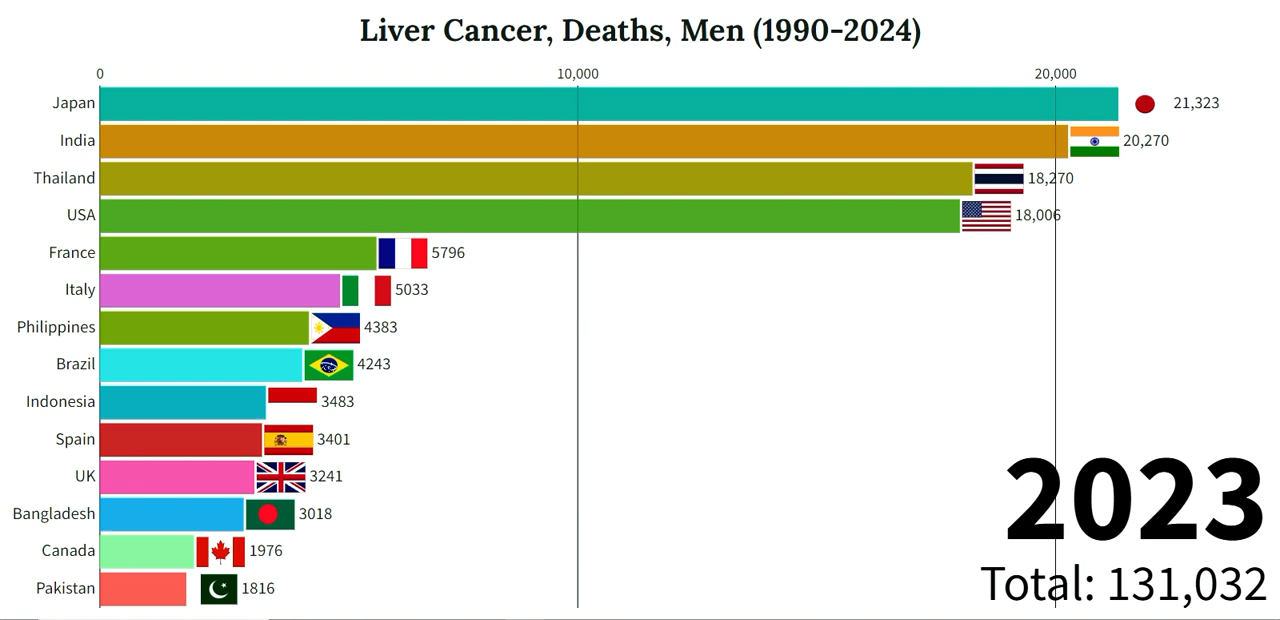 Liver Cancer, Deaths, Men (1990-2024)
0 10,000 20,000
Japan 21,323
India 20,270
Thailand 18,270
USA 18,006
France 5796
Italy 5033
Philippines 4383
Brazil 4243
Indonesia 3483
Spain 3401
UK 3241
Bangladesh 3018
Canada 1976
Pakistan 1816
2023
Total: 131,032